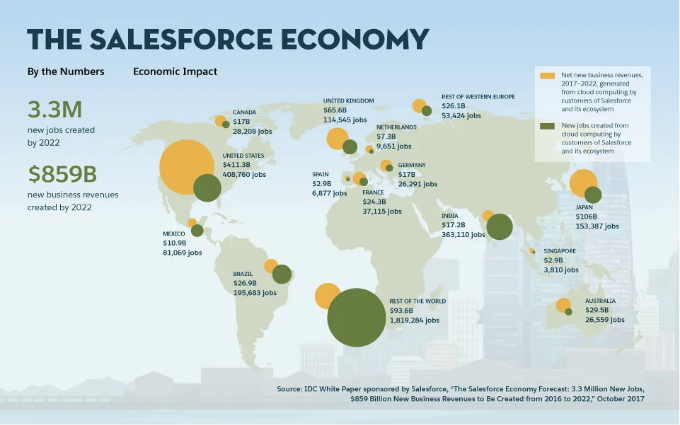 THE SALESFORCE ECONOMY
By the Numbers
Economic Impact
3.3M
new jobs created
by 2022
$859B
new business revenues
created by 2022
Net new business revenues,
2017–2022, generated
from cloud computing by
customers of Salesforce
and its ecosystem
New jobs created from
cloud computing by
customers of Salesforce
and its ecosystem
CANADA
$17B
28,208 jobs
UNITED STATES
$411.3B
408,760 jobs
MEXICO
$10.9B
81,069 jobs
BRAZIL
$26.9B
195,683 jobs
UNITED KINGDOM
$65.6B
114,545 jobs
REST OF WESTERN EUROPE
$26.1B
53,424 jobs
NETHERLANDS
$7.3B
9,651 jobs
GERMANY
$17B
26,291 jobs
SPAIN
$2.9B
6,877 jobs
FRANCE
$24.3B
37,115 jobs
INDIA
$17.2B
363,110 jobs
JAPAN
$106B
153,387 jobs
SINGAPORE
$2.9B
3,810 jobs
REST OF THE WORLD
$93.6B
1,819,284 jobs
AUSTRALIA
$29.5B
26,559 jobs
Source: IDC White Paper sponsored by Salesforce, “The Salesforce Economy Forecast: 3.3 Million New Jobs,
$859 Billion New Business Revenues to Be Created from 2016 to 2022,” October 2017